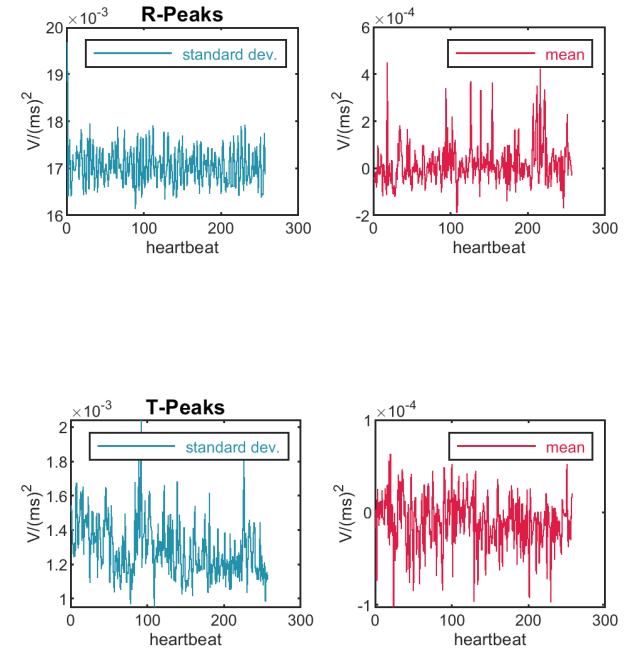 R-Peaks
×10⁻³
20
19
18
17
16
V/(ms)²
standard dev.
0 100 200 300
heartbeat
×10⁻⁴
6
4
2
0
-2
V/(ms)²
mean
0 100 200 300
heartbeat
T-Peaks
×10⁻³
2
1.8
1.6
1.4
1.2
1
V/(ms)²
standard dev.
0 100 200 300
heartbeat
×10⁻⁴
1
0
-1
V/(ms)²
mean
0 100 200 300
heartbeat